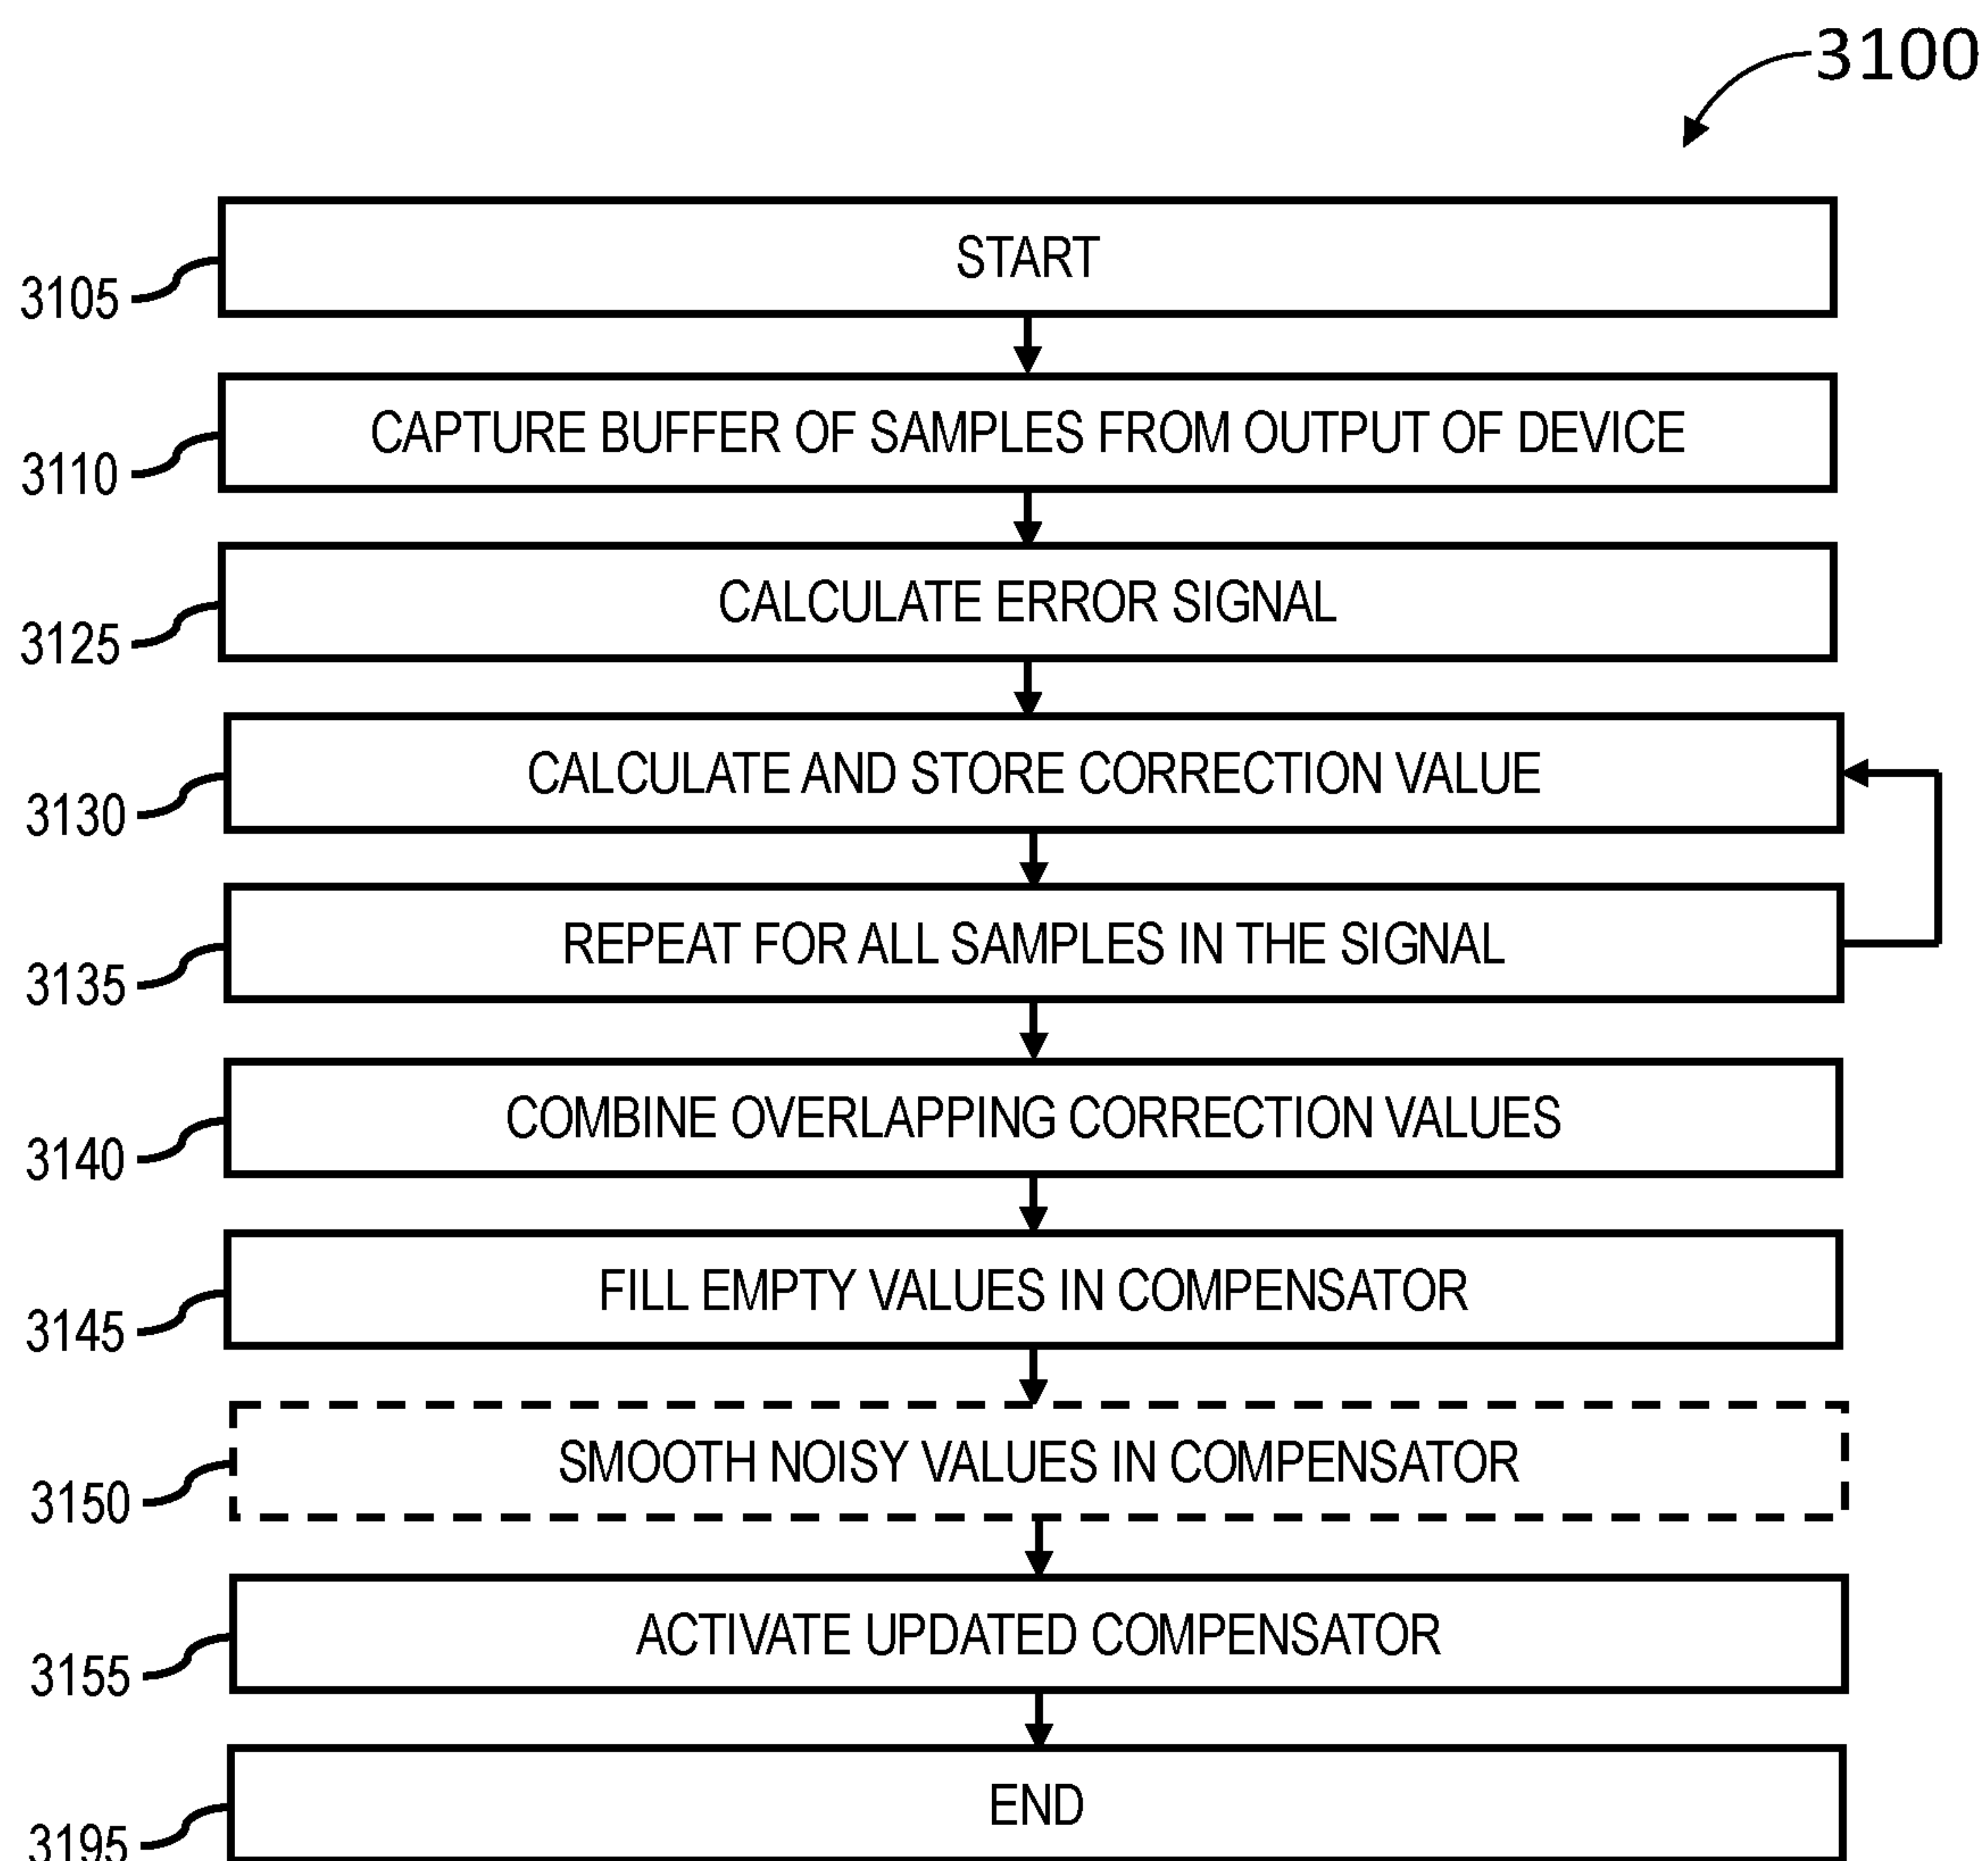 3100
START
3105
CAPTURE BUFFER OF SAMPLES FROM OUTPUT OF DEVICE
3110
CALCULATE ERROR SIGNAL
3125
CALCULATE AND STORE CORRECTION VALUE
3130
REPEAT FOR ALL SAMPLES IN THE SIGNAL
3135
COMBINE OVERLAPPING CORRECTION VALUES
3140
FILL EMPTY VALUES IN COMPENSATOR
3145
SMOOTH NOISY VALUES IN COMPENSATOR
3150
ACTIVATE UPDATED COMPENSATOR
3155
END
3195